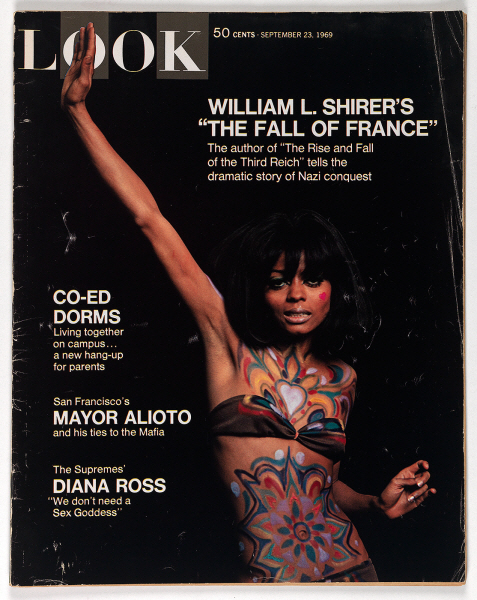 LOOK
50 CENTS · SEPTEMBER 23, 1969
WILLIAM L. SHIRER'S
"THE FALL OF FRANCE"
The author of "The Rise and Fall
of the Third Reich" tells the
dramatic story of Nazi conquest
CO-ED
DORMS
Living together
on campus...
a new hang-up
for parents
San Francisco's
MAYOR ALIOTO
and his ties to the Mafia
The Supremes'
DIANA ROSS
"We don't need a
Sex Goddess"